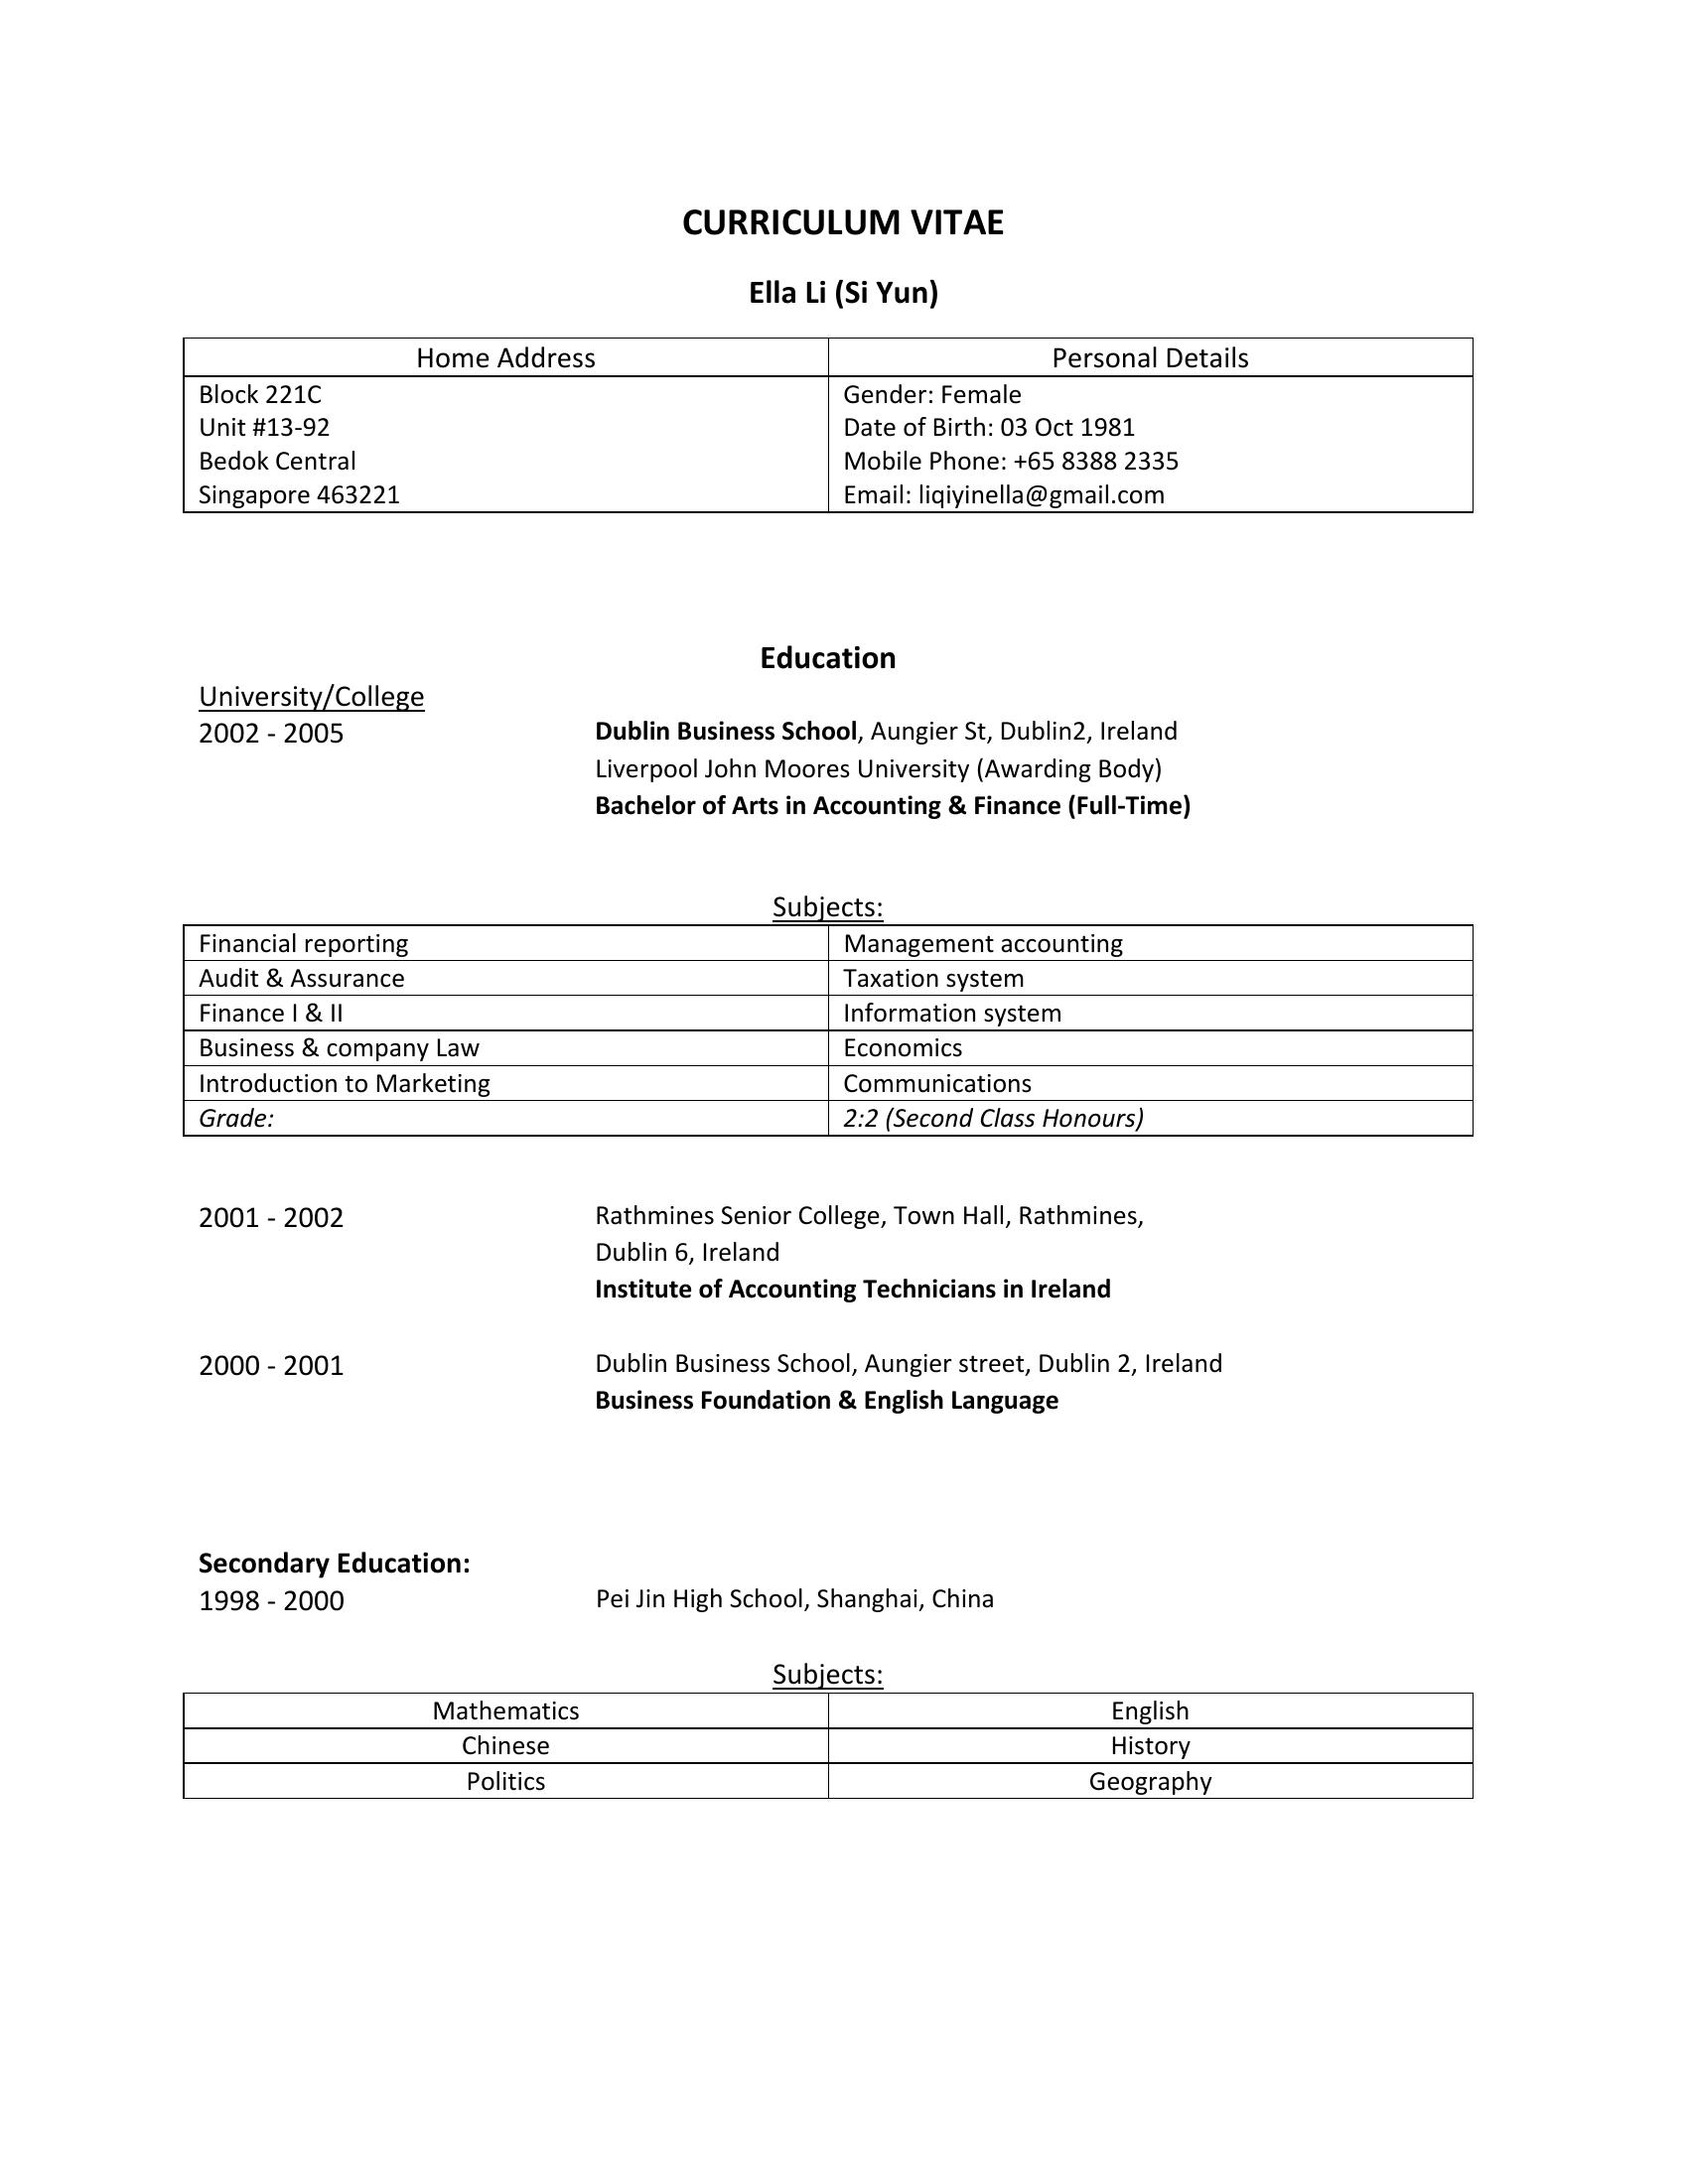 CURRICULUM VITAE
Ella Li (Si Yun)
Home Address
Personal Details
Block 221C
Unit #13-92
Bedok Central
Singapore 463221
Gender: Female
Date of Birth: 03 Oct 1981
Mobile Phone: +65 8388 2335
Email: liqiyinella@gmail.com
Education
University/College
2002 - 2005
Dublin Business School, Aungier St, Dublin2, Ireland
Liverpool John Moores University (Awarding Body)
Bachelor of Arts in Accounting & Finance (Full-Time)
Subjects:
Financial reporting
Management accounting
Audit & Assurance
Taxation system
Finance I & II
Information system
Business & company Law
Economics
Introduction to Marketing
Communications
Grade:
2:2 (Second Class Honours)
2001 - 2002
Rathmines Senior College, Town Hall, Rathmines,
Dublin 6, Ireland
Institute of Accounting Technicians in Ireland
2000 - 2001
Dublin Business School, Aungier street, Dublin 2, Ireland
Business Foundation & English Language
Secondary Education:
1998 - 2000
Pei Jin High School, Shanghai, China
Subjects:
Mathematics
English
Chinese
History
Politics
Geography